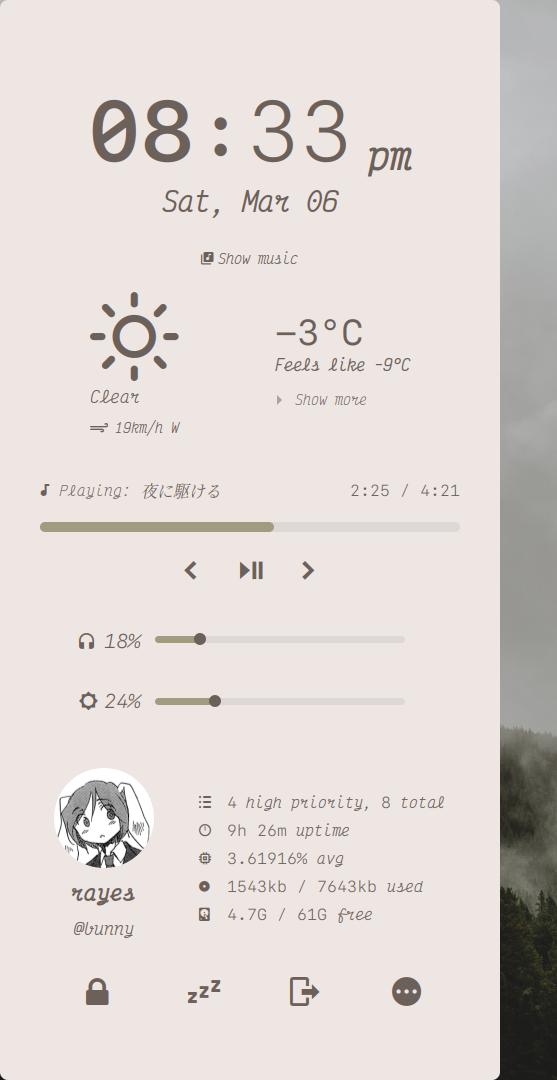 08:33 pm
Sat, Mar 06
Show music
−3°C
Feels like -9°C
Clear
Show more
19km/h W
Playing: 夜に駆ける 2:25 / 4:21
18%
24%
4 high priority, 8 total
9h 26m uptime
3.61916% avg
1543kb / 7643kb used
4.7G / 61G free
rayes
@bunny
zzz